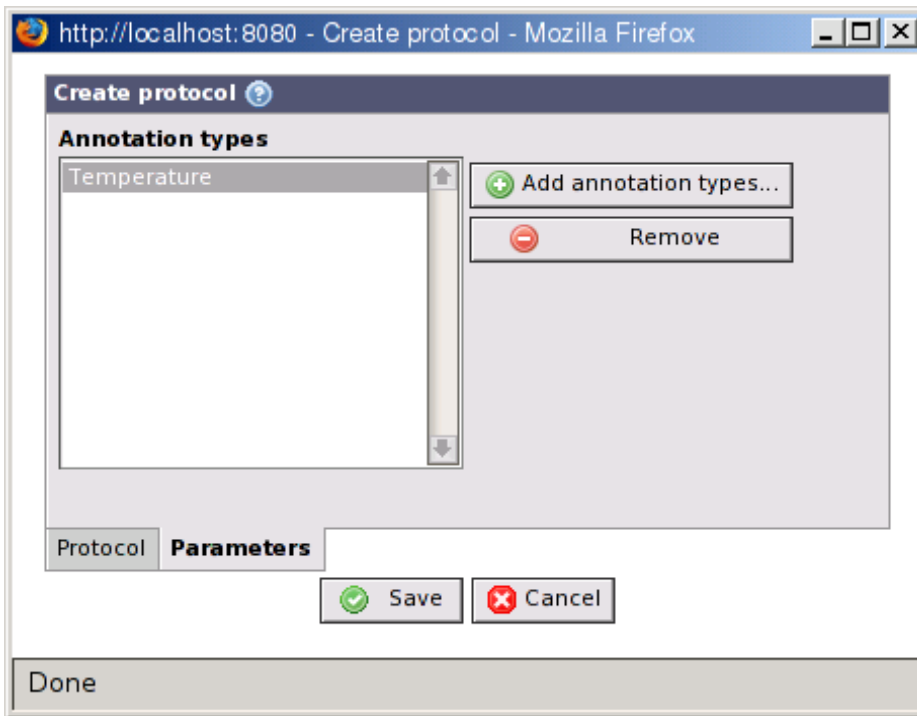 http://localhost:8080 - Create protocol - Mozilla Firefox
Create protocol ?
Annotation types
Temperature
Add annotation types...
Remove
Protocol Parameters
Save Cancel
Done